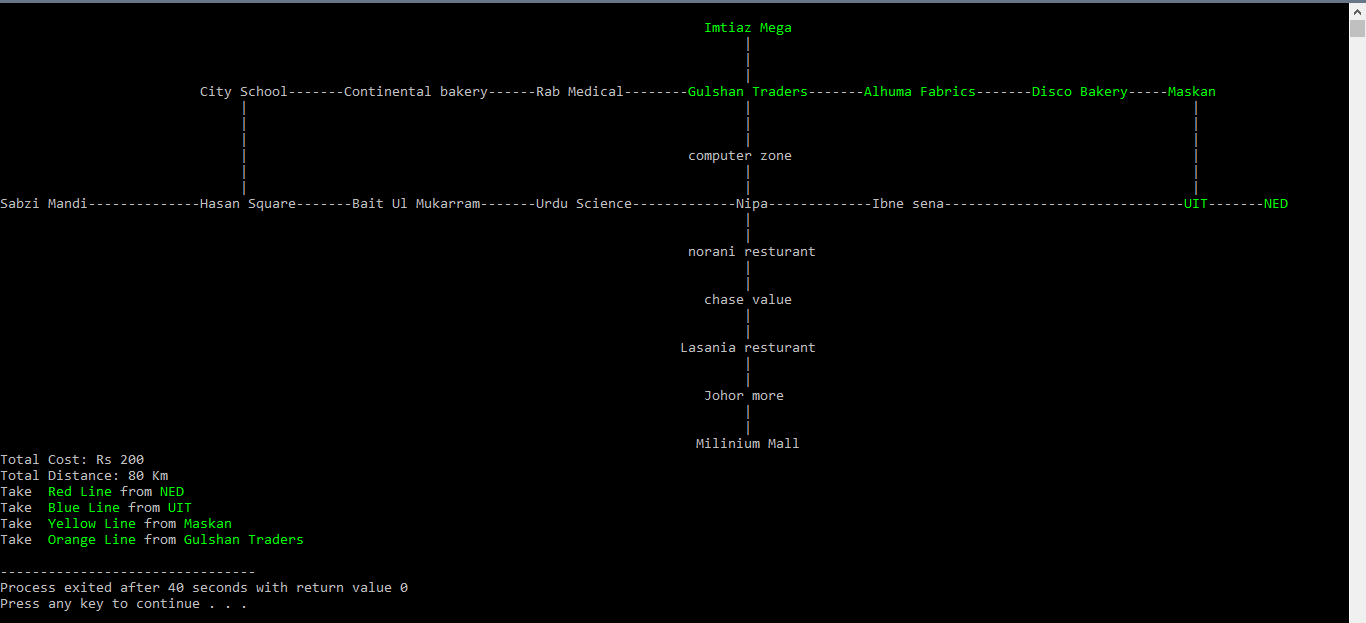 Imtiaz Mega
|
|
|
City School-------Continental bakery------Rab Medical--------Gulshan Traders-------Alhuma Fabrics-------Disco Bakery-----Maskan
| | |
| | |
| | |
| computer zone |
| | |
| | |
Sabzi Mandi--------------Hasan Square-------Bait Ul Mukarram-------Urdu Science-------------Nipa-------------Ibne sena------------------------------UIT-------NED
|
|
norani resturant
|
|
chase value
|
|
Lasania resturant
|
|
Johor more
|
|
Milinium Mall
Total Cost: Rs 200
Total Distance: 80 Km
Take  Red Line from NED
Take  Blue Line from UIT
Take  Yellow Line from Maskan
Take  Orange Line from Gulshan Traders
--------------------------------
Process exited after 40 seconds with return value 0
Press any key to continue . . .